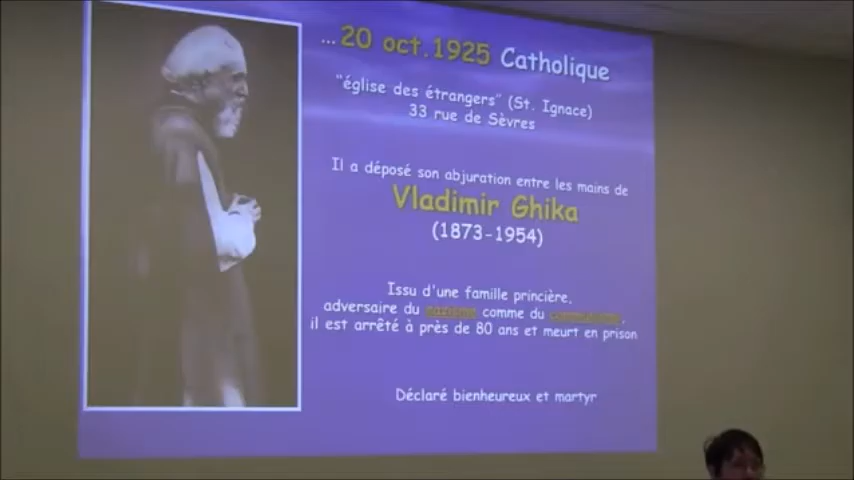 ... 20 oct.1925 Catholique
"église des étrangers" (St. Ignace)
33 rue de Sèvres
Il a déposé son abjuration entre les mains de
Vladimir Ghika
(1873-1954)
Issu d'une famille princière,
adversaire du nazisme comme du communisme,
il est arrêté à près de 80 ans et meurt en prison
Déclaré bienheureux et martyr